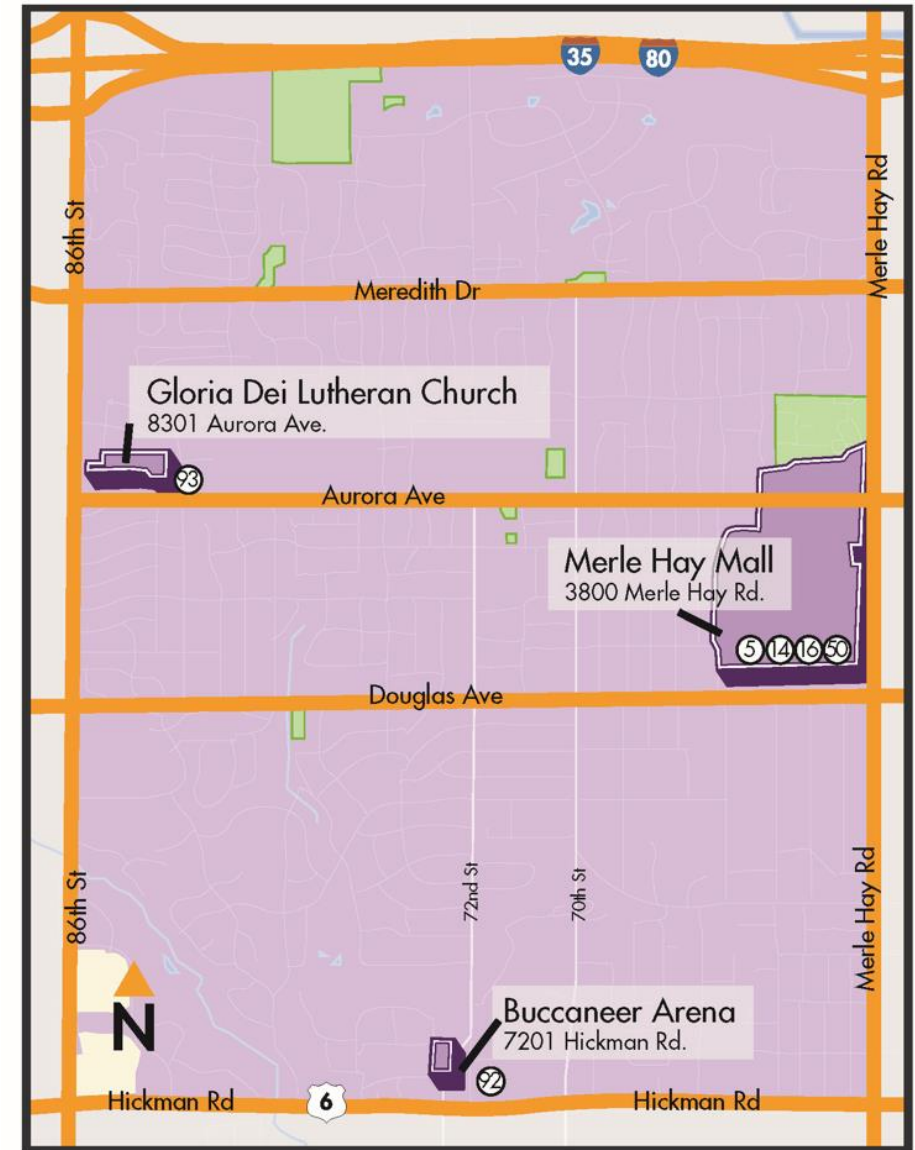 35
80
Merle Hay Rd
86th St
Meredith Dr
Gloria Dei Lutheran Church
8301 Aurora Ave.
93
Aurora Ave
Merle Hay Mall
3800 Merle Hay Rd.
5 14 16 50
Douglas Ave
86th St
72nd St
70th St
Merle Hay Rd
N
Buccaneer Arena
7201 Hickman Rd.
92
Hickman Rd
6
Hickman Rd